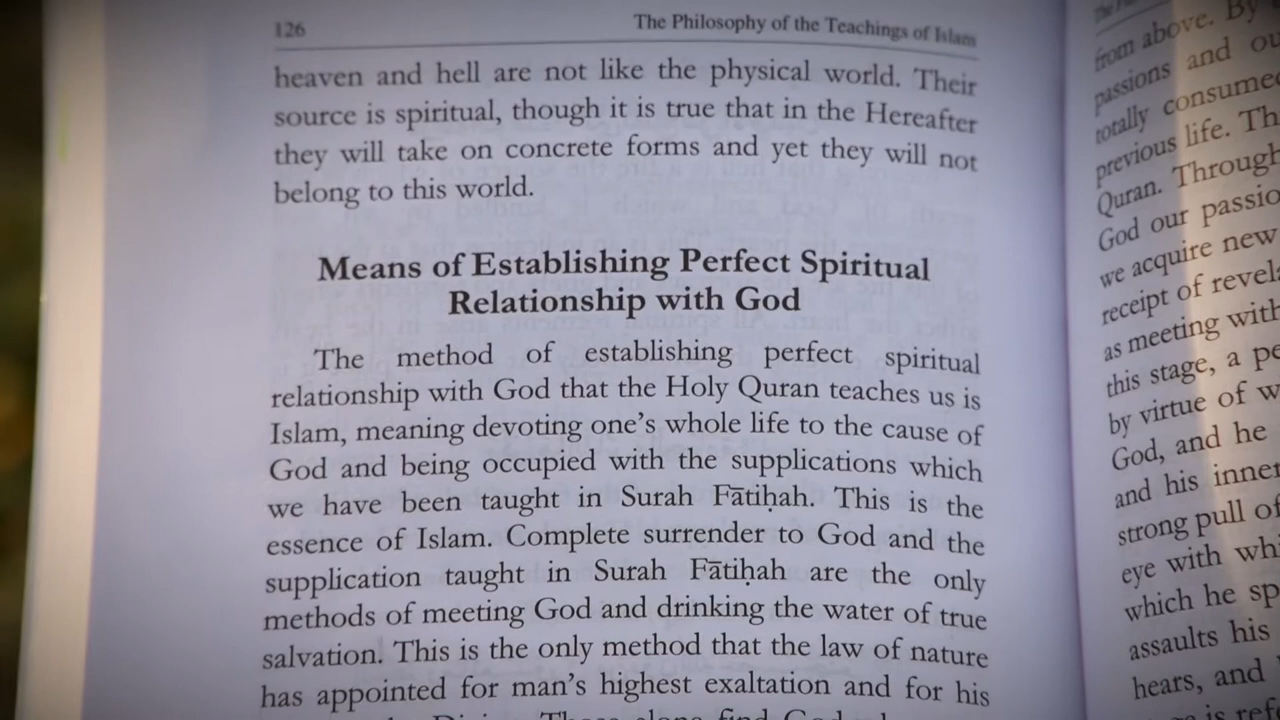 126
The Philosophy of the Teachings of Islam
heaven and hell are not like the physical world. Their
source is spiritual, though it is true that in the Hereafter
they will take on concrete forms and yet they will not
belong to this world.
Means of Establishing Perfect Spiritual
Relationship with God
The method of establishing perfect spiritual
relationship with God that the Holy Quran teaches us is
Islam, meaning devoting one's whole life to the cause of
God and being occupied with the supplications which
we have been taught in Surah Fātiḥah. This is the
essence of Islam. Complete surrender to God and the
supplication taught in Surah Fātiḥah are the only
methods of meeting God and drinking the water of true
salvation. This is the only method that the law of nature
has appointed for man's highest exaltation and for his
from above. By
passions and
totally consumed
previous life.
Quran. Through
God our
we acquire new
receipt of
as meeting with
this stage, a
by virtue of
God, and he
and his
strong pull of
eye with
which he
assaults his
hears, and